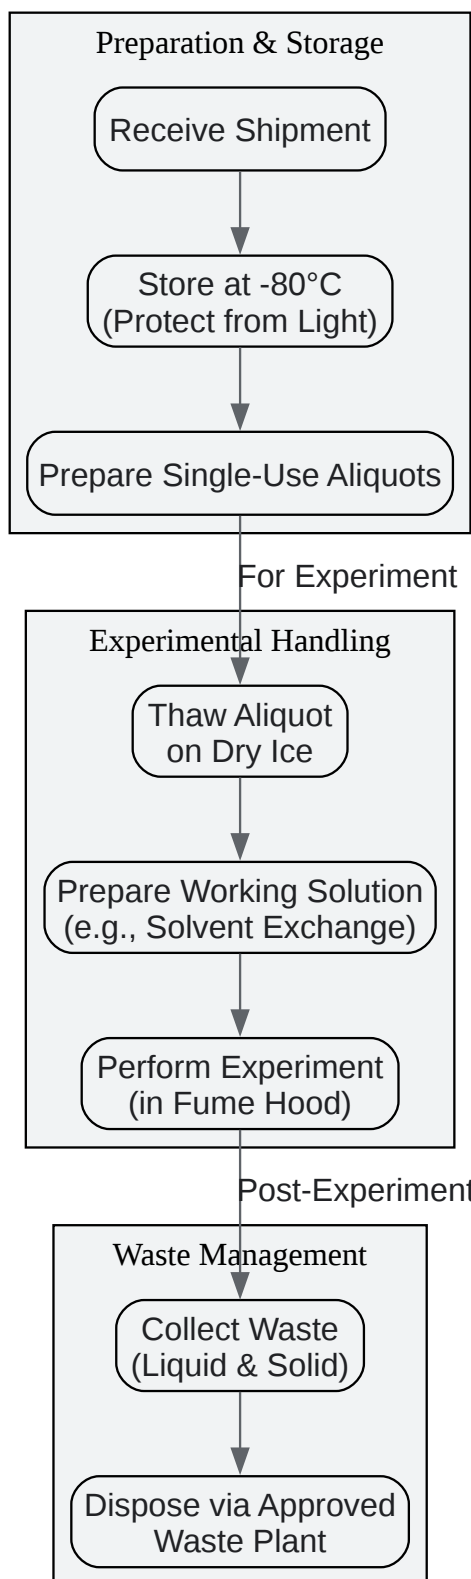 Preparation & Storage
Receive Shipment
Store at -80°C
(Protect from Light)
Prepare Single-Use Aliquots
For Experiment
Experimental Handling
Thaw Aliquot
on Dry Ice
Prepare Working Solution
(e.g., Solvent Exchange)
Perform Experiment
(in Fume Hood)
Post-Experiment
Waste Management
Collect Waste
(Liquid & Solid)
Dispose via Approved
Waste Plant